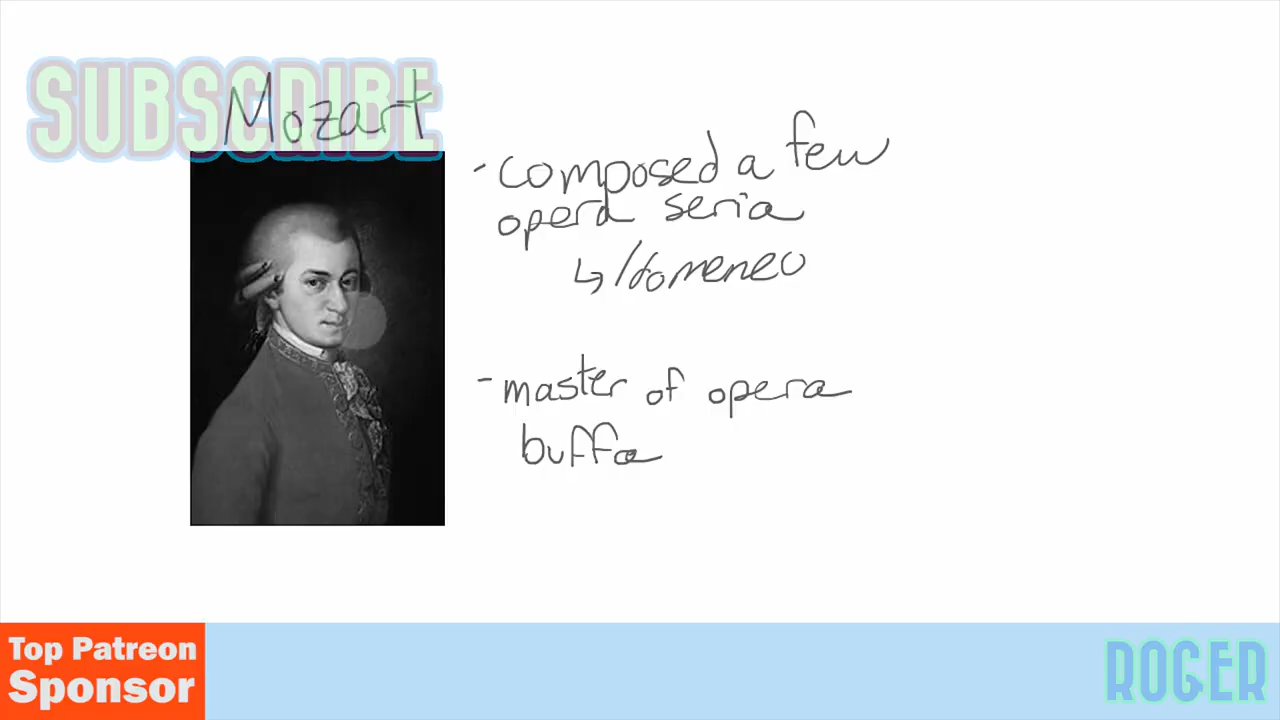 SUBSCRIBE
Mozart
- composed a few
opera seria
↳ Idomeneo
- master of opera
buffa
Top Patreon
Sponsor
ROGER